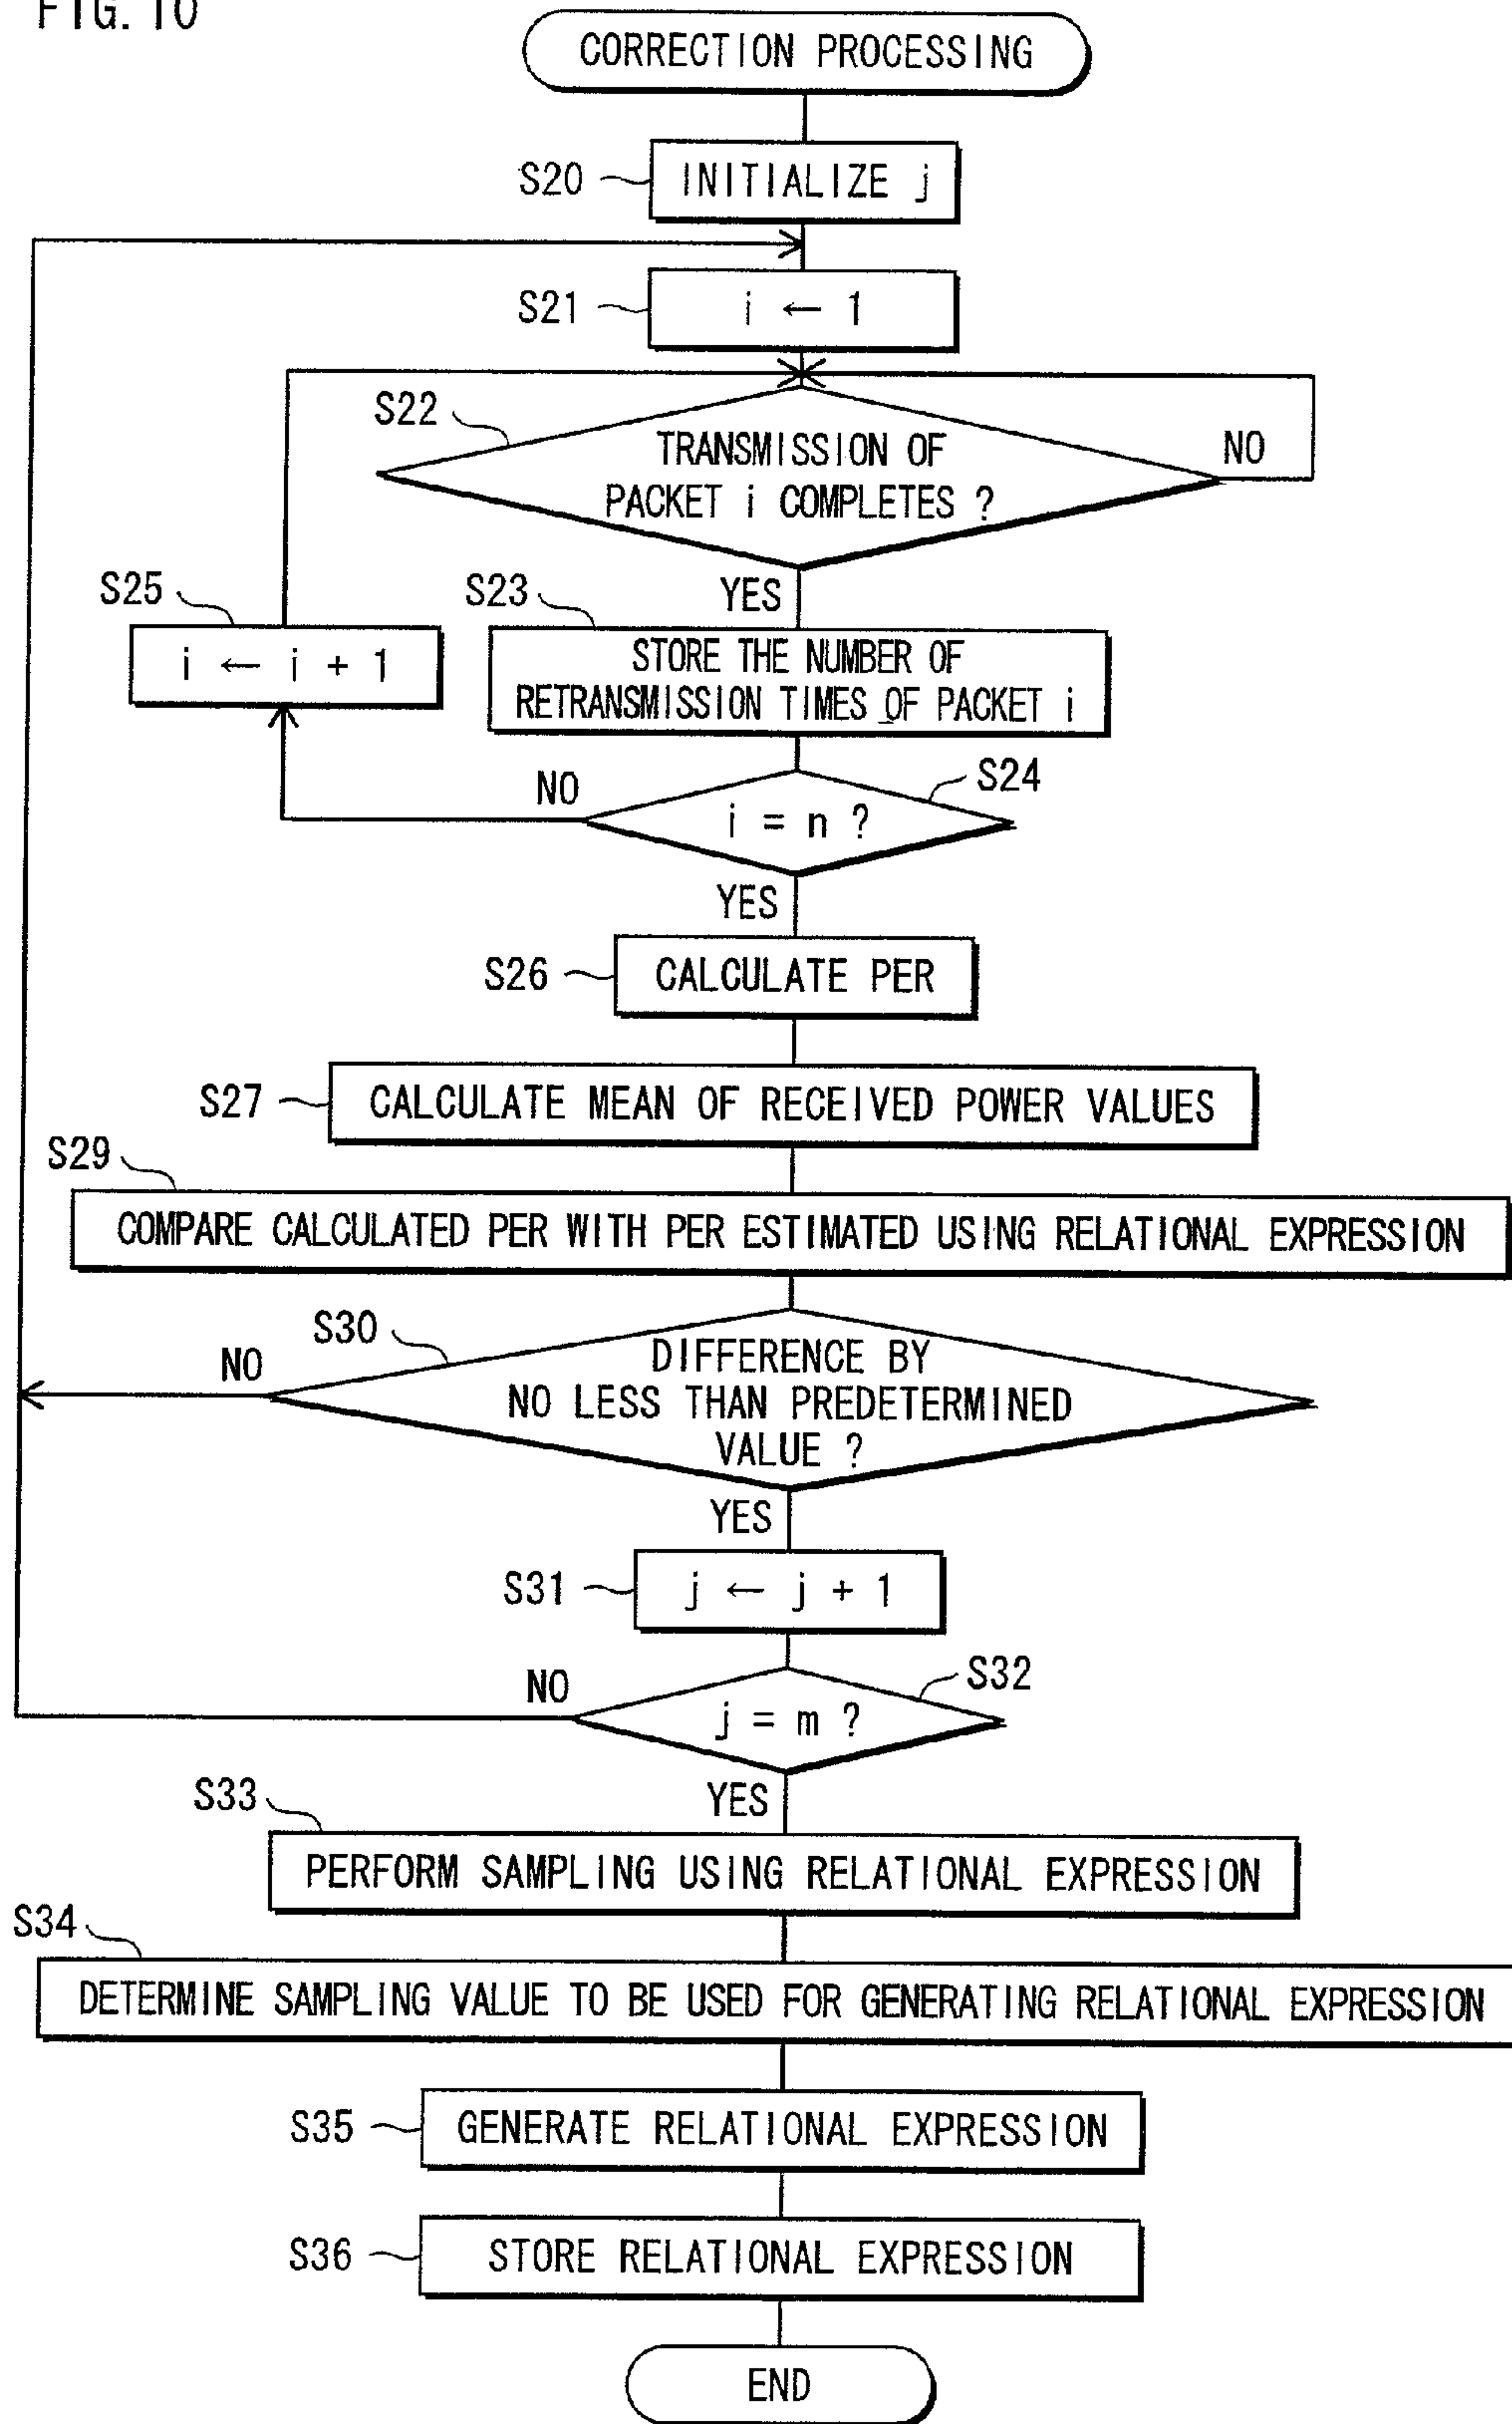 FIG. 10
CORRECTION PROCESSING
S20
INITIALIZE j
S21
i ← 1
S22
TRANSMISSION OF
PACKET i COMPLETES ?
NO
YES
S23
STORE THE NUMBER OF
RETRANSMISSION TIMES OF PACKET i
S25
i ← i + 1
S24
i = n ?
NO
YES
S26
CALCULATE PER
S27
CALCULATE MEAN OF RECEIVED POWER VALUES
S29
COMPARE CALCULATED PER WITH PER ESTIMATED USING RELATIONAL EXPRESSION
S30
DIFFERENCE BY
NO LESS THAN PREDETERMINED
VALUE ?
NO
YES
S31
j ← j + 1
S32
j = m ?
NO
YES
S33
PERFORM SAMPLING USING RELATIONAL EXPRESSION
S34
DETERMINE SAMPLING VALUE TO BE USED FOR GENERATING RELATIONAL EXPRESSION
S35
GENERATE RELATIONAL EXPRESSION
S36
STORE RELATIONAL EXPRESSION
END